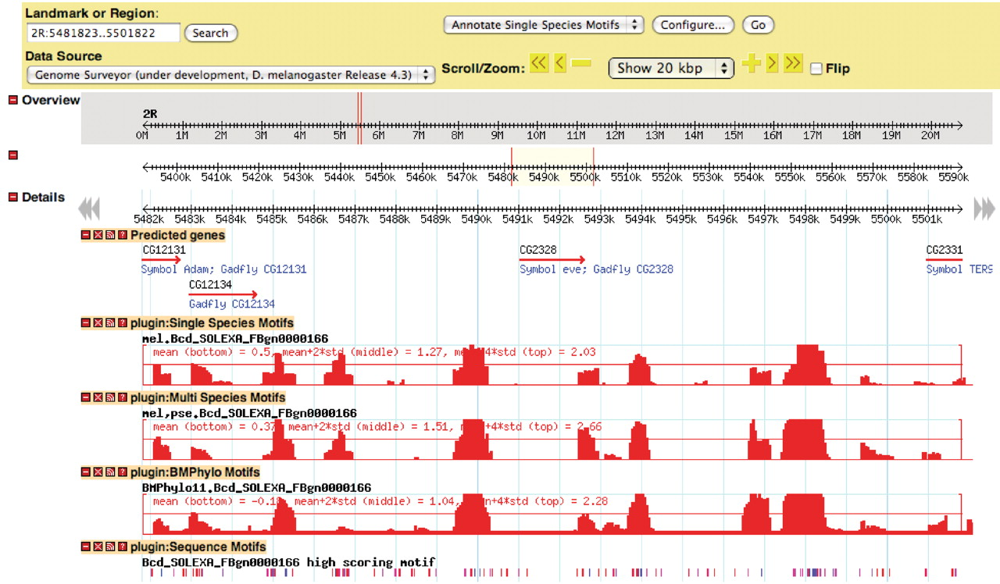 Landmark or Region:
2R:5481823..5501822 Search
Annotate Single Species Motifs Configure... Go
Data Source
Genome Surveyor (under development, D. melanogaster Release 4.3)
Scroll/Zoom: << < Show 20 kbp > >> Flip
Overview
2R
0M 1M 2M 3M 4M 5M 6M 7M 8M 9M 10M 11M 12M 13M 14M 15M 16M 17M 18M 19M 20M
5400k 5410k 5420k 5430k 5440k 5450k 5460k 5470k 5480k 5490k 5500k 5510k 5520k 5530k 5540k 5550k 5560k 5570k 5580k 5590k
Details
5482k 5483k 5484k 5485k 5486k 5487k 5488k 5489k 5490k 5491k 5492k 5493k 5494k 5495k 5496k 5497k 5498k 5499k 5500k 5501k
Predicted genes
CG12131 CG2328 CG2331
Symbol Adam; Gadfly CG12131 Symbol eve; Gadfly CG2328 Symbol TER9
CG12134
Gadfly CG12134
plugin:Single Species Motifs
mel.Bcd_SOLEXA_FBgn0000166
mean (bottom) = 0.5, mean+2*std (middle) = 1.27, 4*std (top) = 2.03
plugin:Multi Species Motifs
mel,pse.Bcd_SOLEXA_FBgn0000166
mean (bottom) = 0.37 mean+2*std (middle) = 1.51, +4*std (top) = 2.66
plugin:BMPhylo Motifs
BMPhylo11.Bcd_SOLEXA_FBgn0000166
mean (bottom) = -0.18 mean+2*std (middle) = 1.04, n+4*std (top) = 2.28
plugin:Sequence Motifs
Bcd_SOLEXA_FBgn0000166 high scoring motif